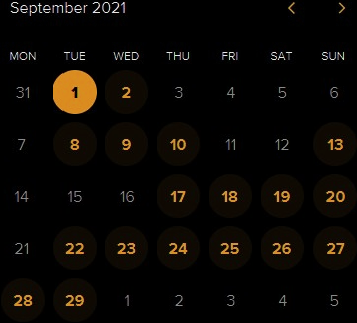 September 2021
MON TUE WED THU FRI SAT SUN
31 1 2 3 4 5 6
7 8 9 10 11 12 13
14 15 16 17 18 19 20
21 22 23 24 25 26 27
28 29 1 2 3 4 5